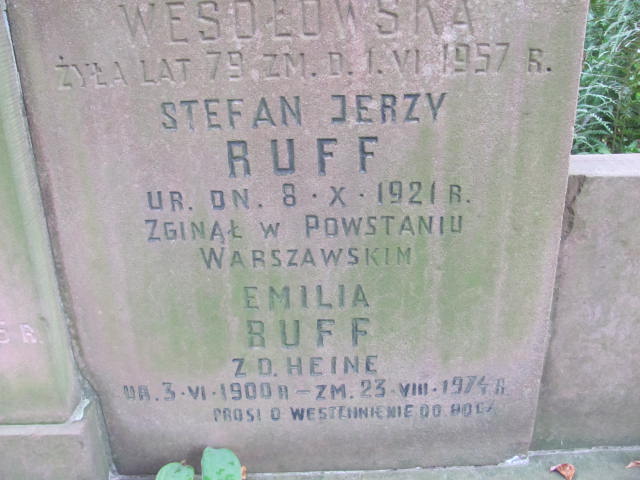 WESOŁOWSKA
ŻYŁA LAT 79 ZM. D. 1. VI 1957 R.
STEFAN JERZY
RUFF
UR. DN. 8 · X · 1921 R.
ZGINĄŁ W POWSTANIU
WARSZAWSKIM
EMILIA
RUFF
Z D. HEINE
UR. 3 · VI · 1900 R – ZM. 23 · VIII · 1974 R
PROSI O WESTCHNIENIE DO
5 R.